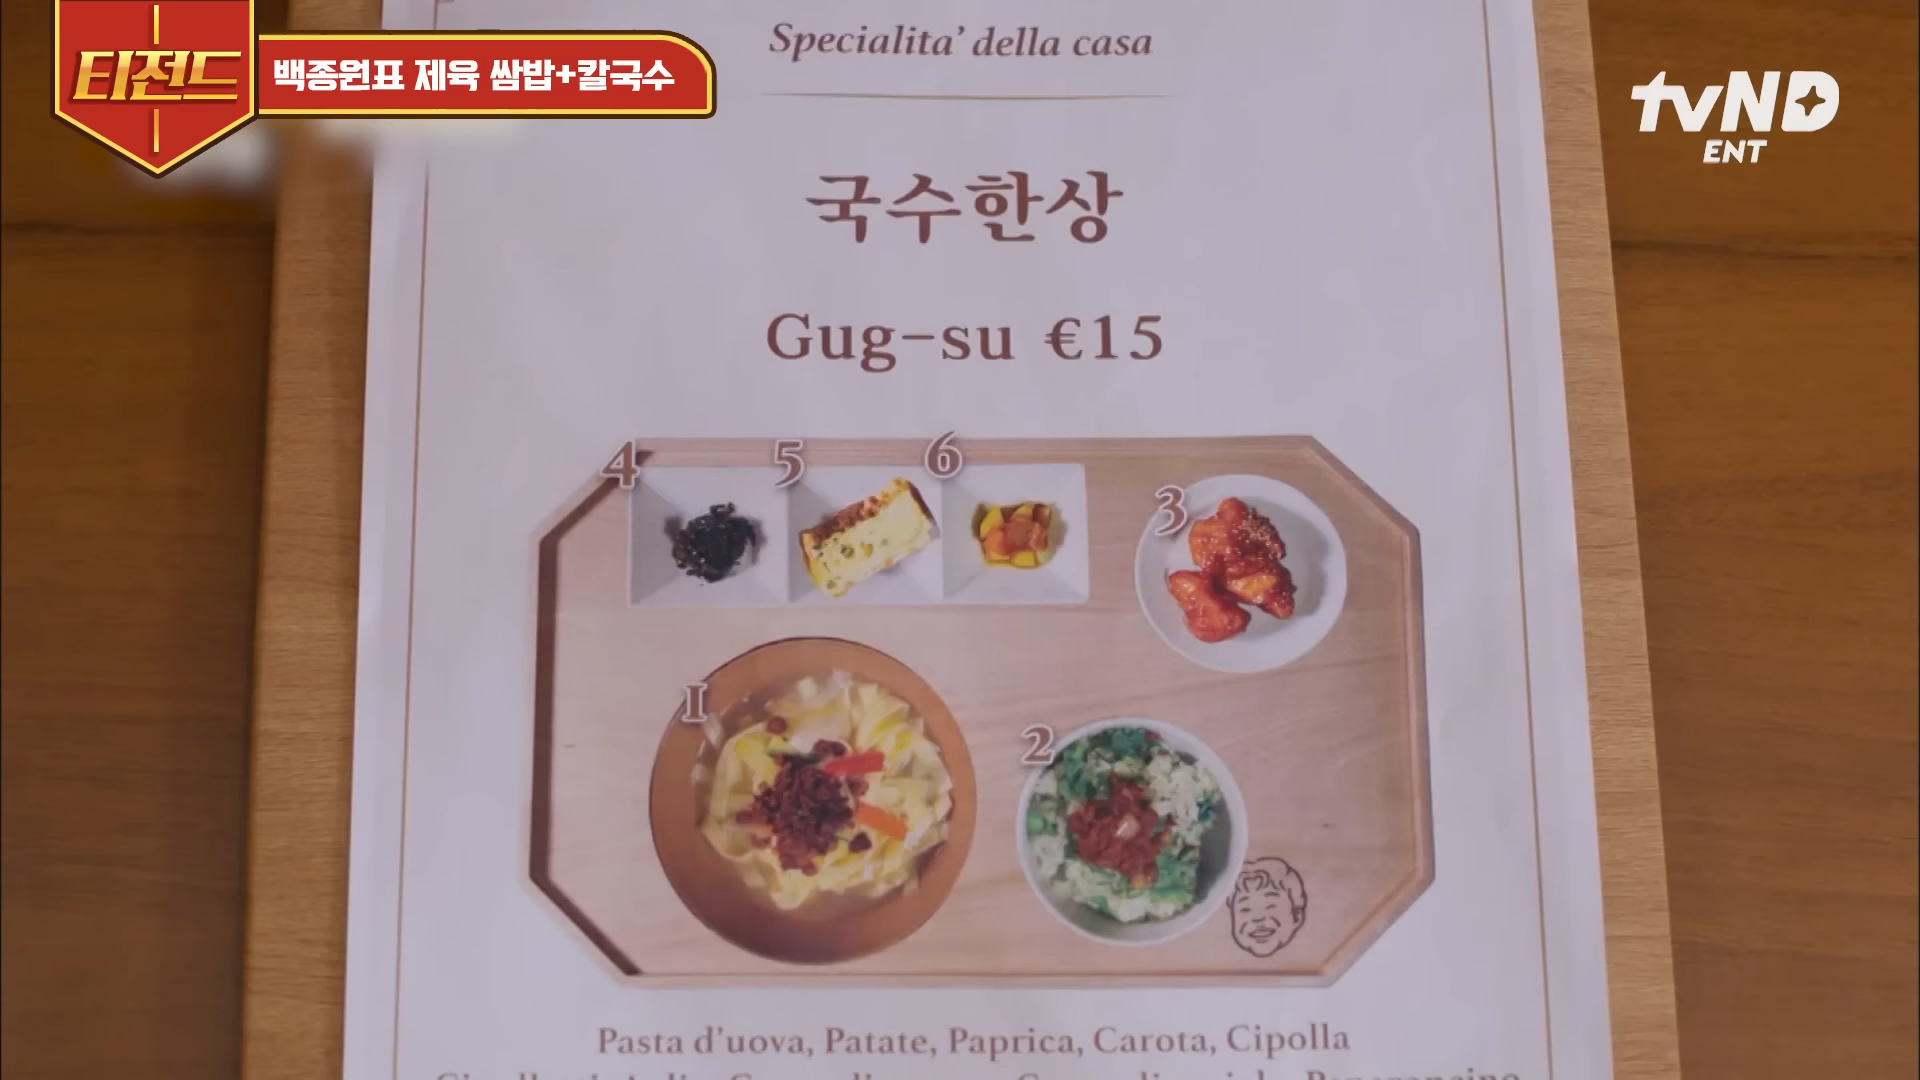 티전드
백종원표 제육 쌈밥+칼국수
tvND
ENT
Specialita' della casa
국수한상
Gug-su €15
4 5 6
3
1
2
Pasta d'uova, Patate, Paprica, Carota, Cipolla